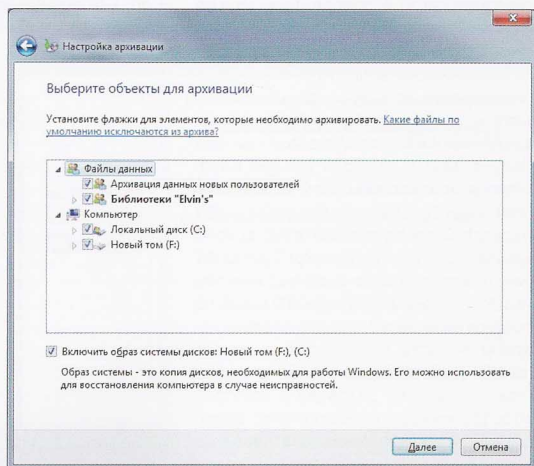 Настройка архивации
Выберите объекты для архивации
Установите флажки для элементов, которые необходимо архивировать. Какие файлы по
умолчанию исключаются из архива?
Файлы данных
Архивация данных новых пользователей
Библиотеки "Elvin's"
Компьютер
Локальный диск (C:)
Новый том (F:)
Включить образ системы дисков: Новый том (F:), (C:)
Образ системы - это копия дисков, необходимых для работы Windows. Его можно использовать
для восстановления компьютера в случае неисправностей.
Далее
Отмена